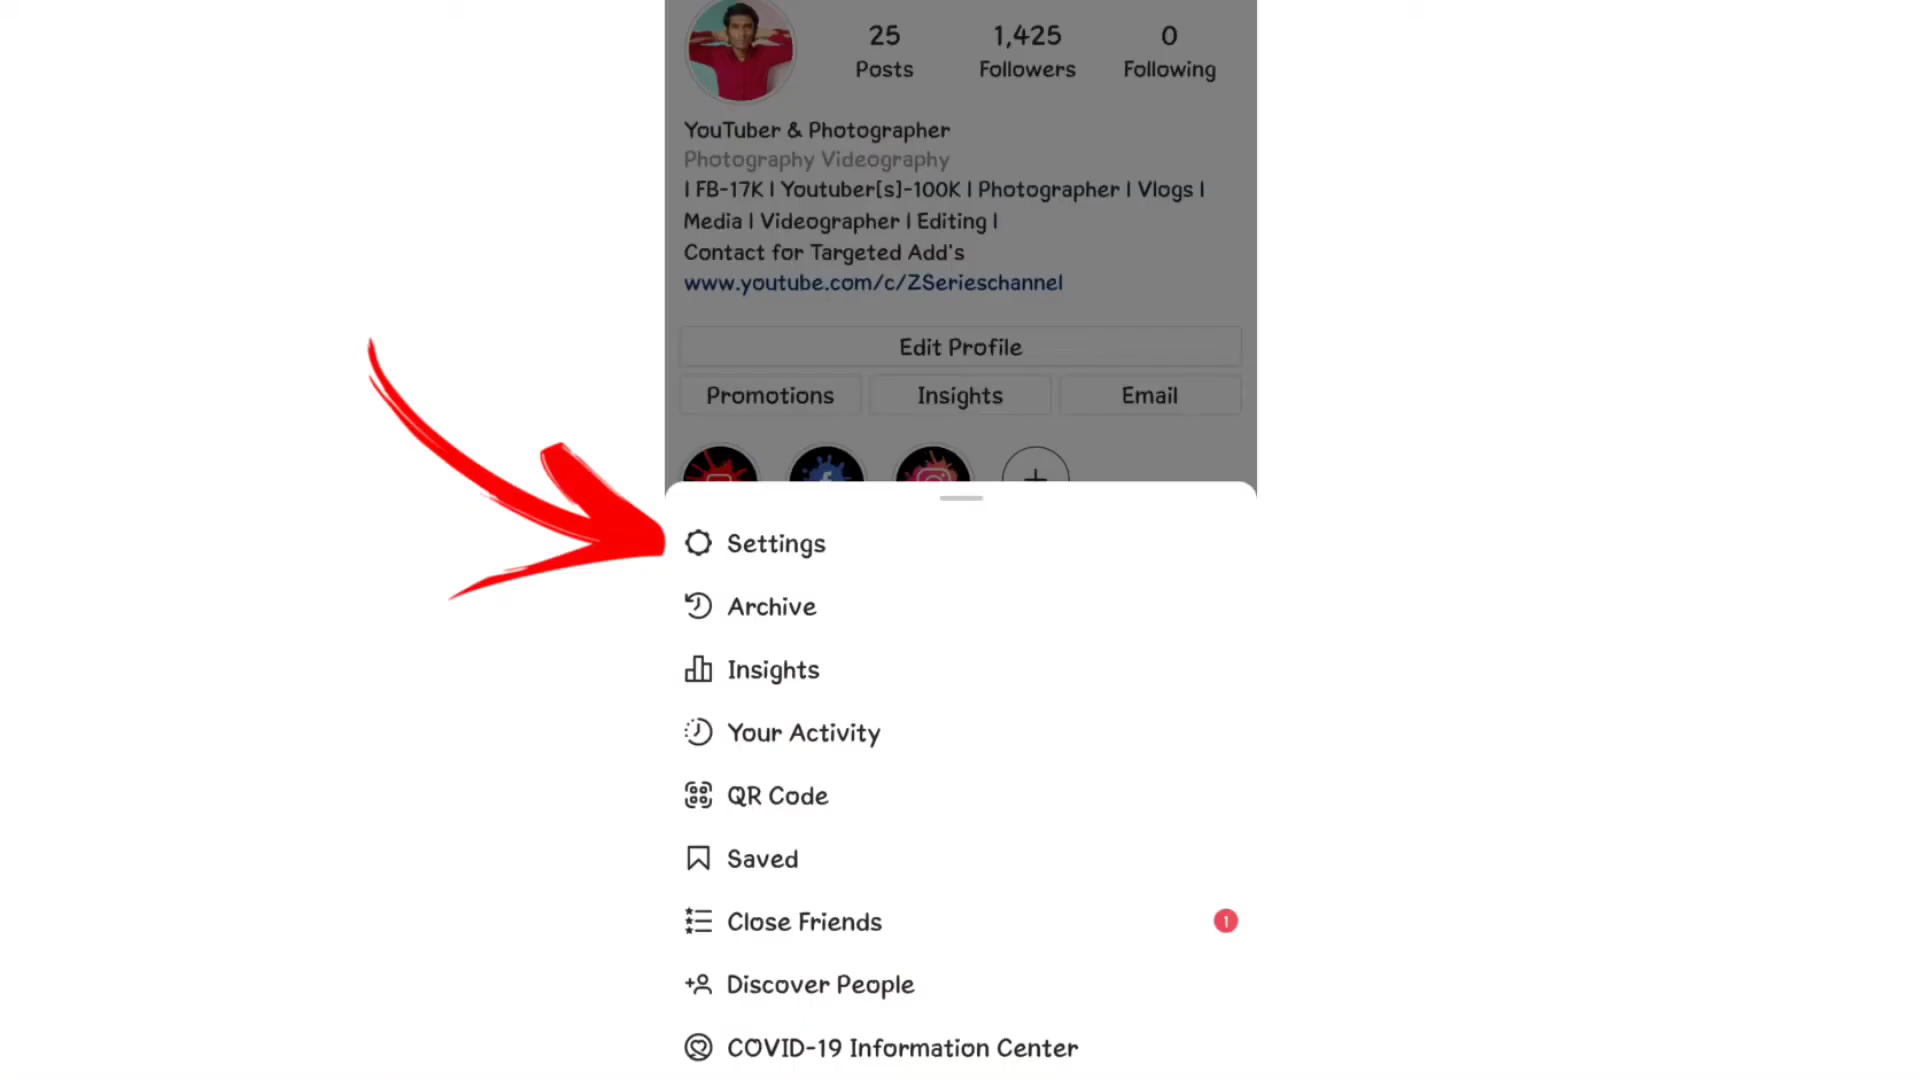 25
1,425
0
Posts
Followers
Following
YouTuber & Photographer
Photography Videography
| FB-17K | Youtuber[s]-100K | Photographer | Vlogs |
Media | Videographer | Editing |
Contact for Targeted Add's
www.youtube.com/c/ZSerieschannel
Edit Profile
Promotions
Insights
Email
Settings
Archive
Insights
Your Activity
QR Code
Saved
Close Friends
1
Discover People
COVID-19 Information Center